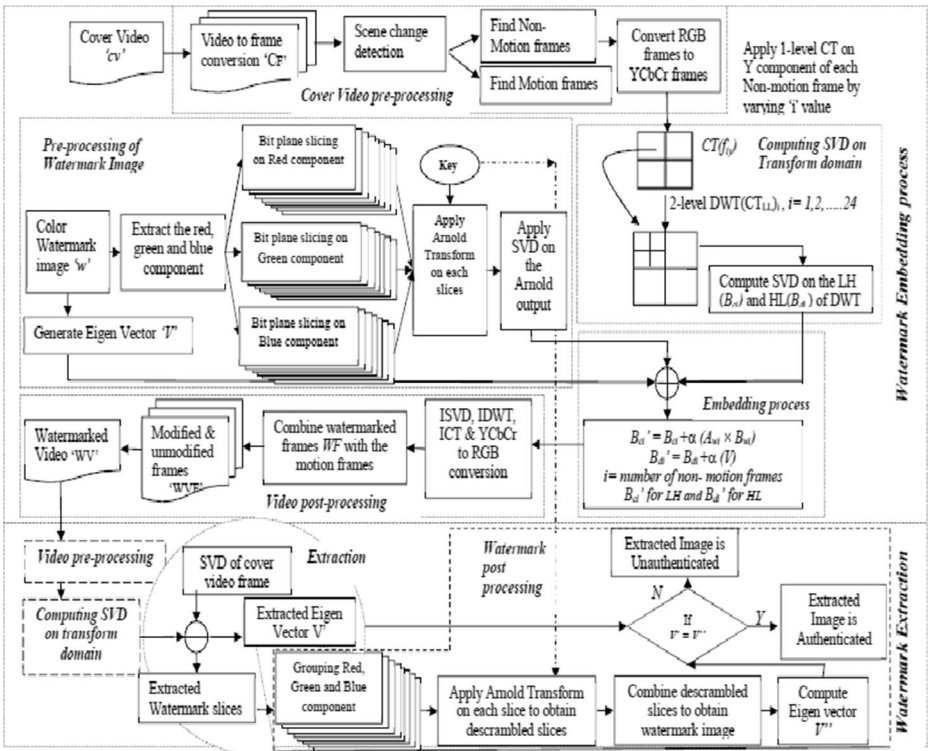 Cover Video
'cv'
Video to frame
conversion 'CF'
Scene change
detection
Find Non-
Motion frames
Find Motion frames
Convert RGB
frames to
YCbCr frames
Cover Video pre-processing
Apply 1-level CT on
Y component of each
Non-motion frame by
varying 'i' value
Pre-processing of
Watermark Image
Bit plane slicing
on Red component
Key
CT(fiy)
Computing SVD on
Transform domain
2-level DWT(CTLL)i , i= 1,2,.....24
Color
Watermark
image 'w'
Extract the red,
green and blue
component
Bit plane slicing on
Green component
Apply
Arnold
Transform
on each
slices
Apply
SVD on
the
Arnold
output
Compute SVD on the LH
and HL(Bdi ) of DWT
Generate Eigen Vector 'V'
Bit plane slicing on
Blue component
Watermark Embedding process
Embedding process
Bci' = Bci+α (Awi × Bwi)
Bdi' = Bdi+α (V)
i= number of non- motion frames
Bci' for LH and Bdi' for HL
Watermarked
Video 'WV'
Modified &
unmodified
frames
'WVF'
Combine watermarked
frames WF with the
motion frames
ISVD, IDWT,
ICT & YCbCr
to RGB
conversion
Video post-processing
Video pre-processing
SVD of cover
video frame
Extraction
Watermark
post
processing
Extracted Image is
Unauthenticated
N
Computing SVD
on transform
domain
Extracted Eigen
Vector V'
If
V' = V''
Y
Extracted
Image is
Authenticated
Extracted
Watermark slices
Grouping Red,
Green and Blue
component
Apply Arnold Transform
on each slice to obtain
descrambled slices
Combine descrambled
slices to obtain
watermark image
Compute
Eigen vector
V''
Watermark Extraction